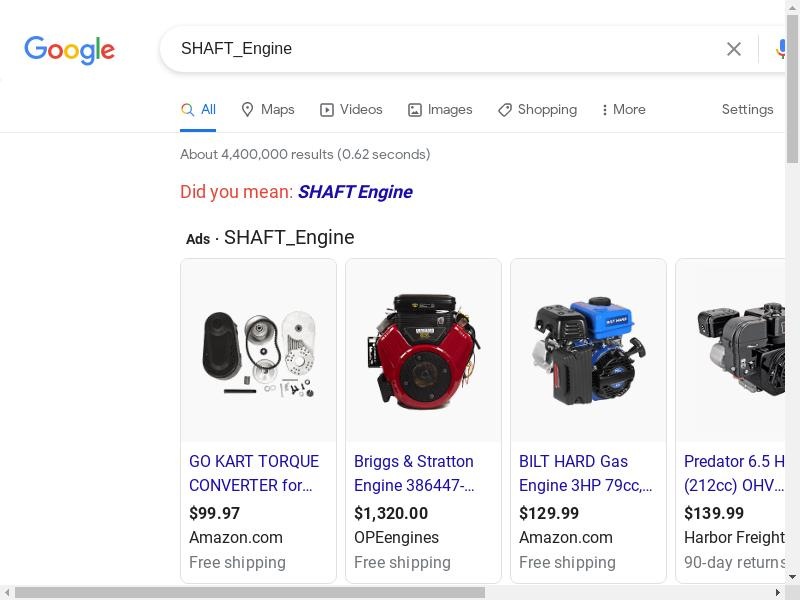 Google
SHAFT_Engine
All
Maps
Videos
Images
Shopping
More
Settings
About 4,400,000 results (0.62 seconds)
Did you mean: SHAFT Engine
Ads · SHAFT_Engine
GO KART TORQUE
CONVERTER for…
$99.97
Amazon.com
Free shipping
Briggs & Stratton
Engine 386447-…
$1,320.00
OPEengines
Free shipping
BILT HARD Gas
Engine 3HP 79cc,…
$129.99
Amazon.com
Free shipping
Predator 6.5 H
(212cc) OHV…
$139.99
Harbor Freight
90-day returns
BILT HARD